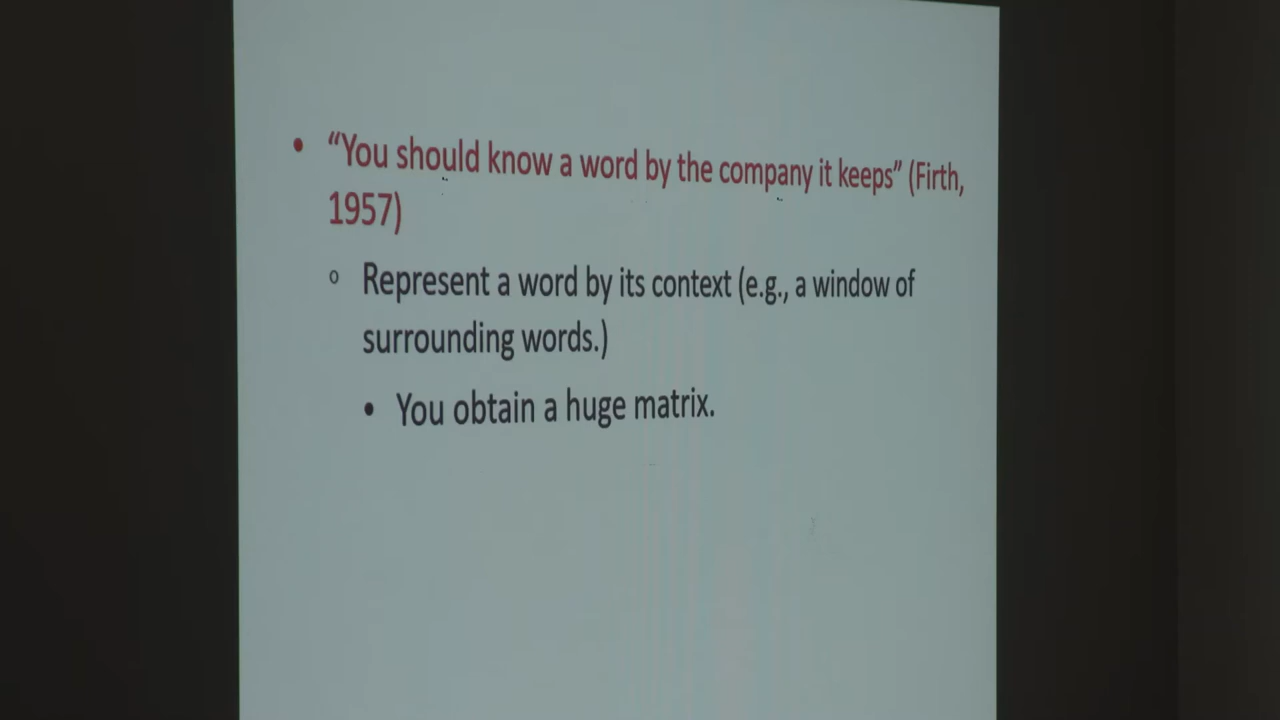 • “You should know a word by the company it keeps” (Firth,
1957)
○ Represent a word by its context (e.g., a window of
surrounding words.)
• You obtain a huge matrix.